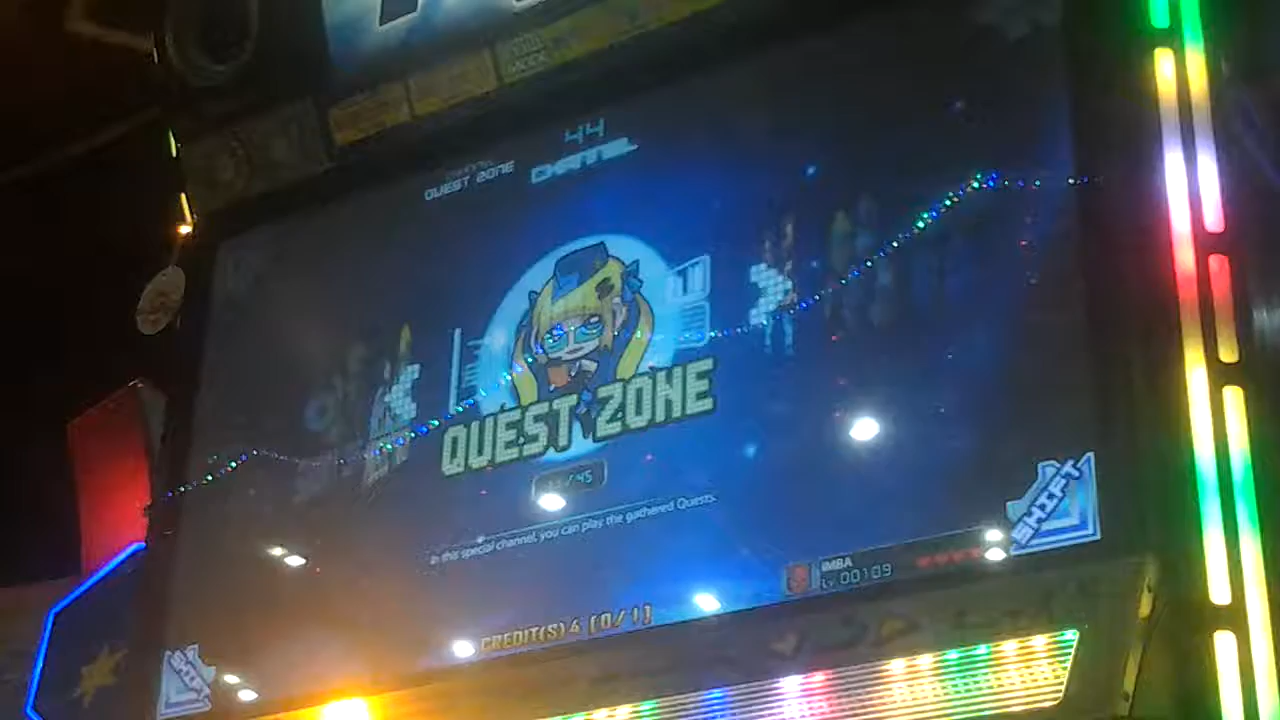 QUEST ZONE
44
QUEST ZONE
/45
In this special channel, you can play the gathered Quests.
SHIFT
IMBA
Lv.00109
CREDIT(S) 4 [0/1]
SHIFT